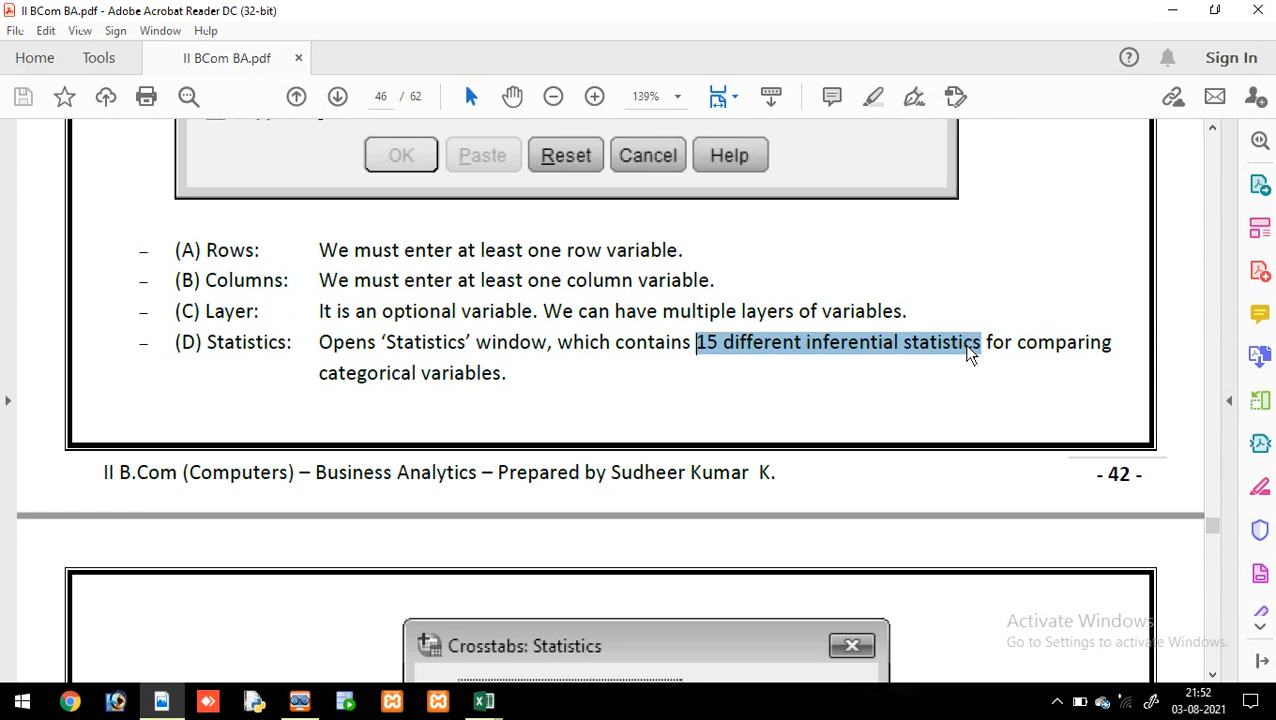 II BCom BA.pdf - Adobe Acrobat Reader DC (32-bit)
File Edit View Sign Window Help
Home Tools II BCom BA.pdf × Sign In
46 / 62 139%
OK Paste Reset Cancel Help
– (A) Rows: We must enter at least one row variable.
– (B) Columns: We must enter at least one column variable.
– (C) Layer: It is an optional variable. We can have multiple layers of variables.
– (D) Statistics: Opens ‘Statistics’ window, which contains 15 different inferential statistics for comparing
categorical variables.
II B.Com (Computers) – Business Analytics – Prepared by Sudheer Kumar K. - 42 -
Crosstabs: Statistics
Activate Windows
Go to Settings to activate Windows.
21:52
03-08-2021